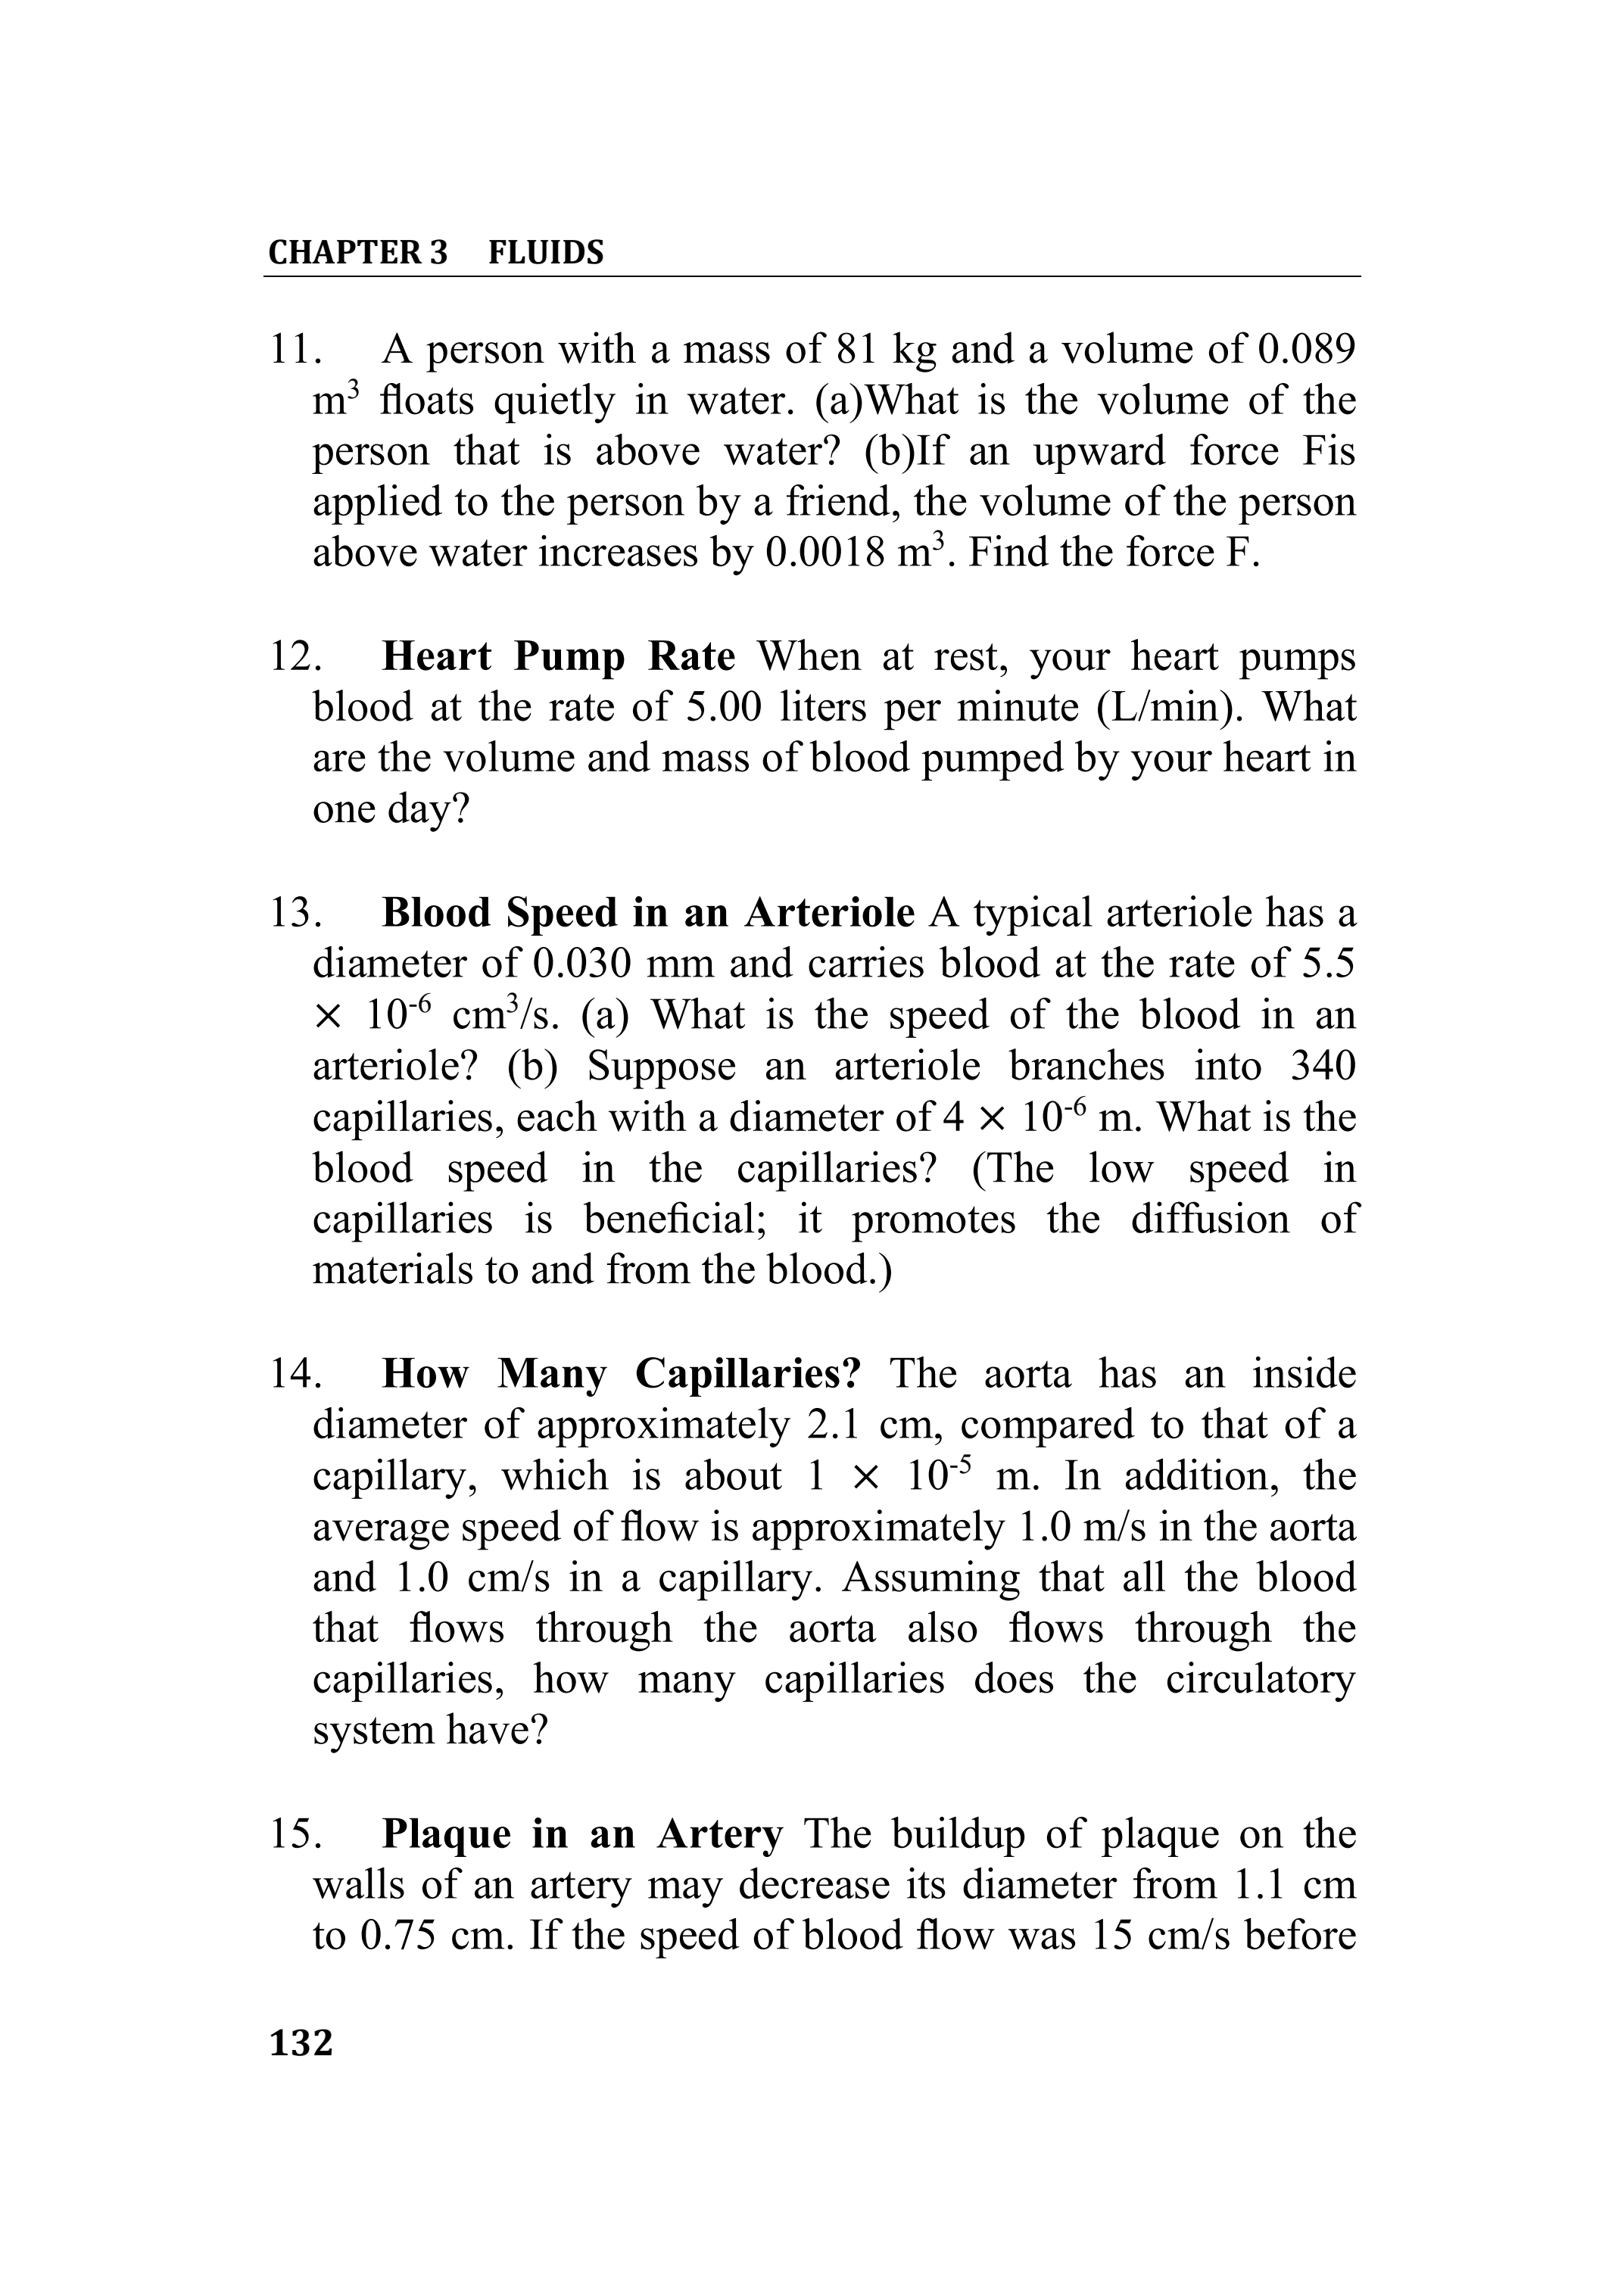 CHAPTER 3 FLUIDS
11. A person with a mass of 81 kg and a volume of 0.089
m³ floats quietly in water. (a)What is the volume of the
person that is above water? (b)If an upward force Fis
applied to the person by a friend, the volume of the person
above water increases by 0.0018 m³. Find the force F.
12. Heart Pump Rate When at rest, your heart pumps
blood at the rate of 5.00 liters per minute (L/min). What
are the volume and mass of blood pumped by your heart in
one day?
13. Blood Speed in an Arteriole A typical arteriole has a
diameter of 0.030 mm and carries blood at the rate of 5.5
× 10⁻⁶ cm³/s. (a) What is the speed of the blood in an
arteriole? (b) Suppose an arteriole branches into 340
capillaries, each with a diameter of 4 × 10⁻⁶ m. What is the
blood speed in the capillaries? (The low speed in
capillaries is beneficial; it promotes the diffusion of
materials to and from the blood.)
14. How Many Capillaries? The aorta has an inside
diameter of approximately 2.1 cm, compared to that of a
capillary, which is about 1 × 10⁻⁵ m. In addition, the
average speed of flow is approximately 1.0 m/s in the aorta
and 1.0 cm/s in a capillary. Assuming that all the blood
that flows through the aorta also flows through the
capillaries, how many capillaries does the circulatory
system have?
15. Plaque in an Artery The buildup of plaque on the
walls of an artery may decrease its diameter from 1.1 cm
to 0.75 cm. If the speed of blood flow was 15 cm/s before
132